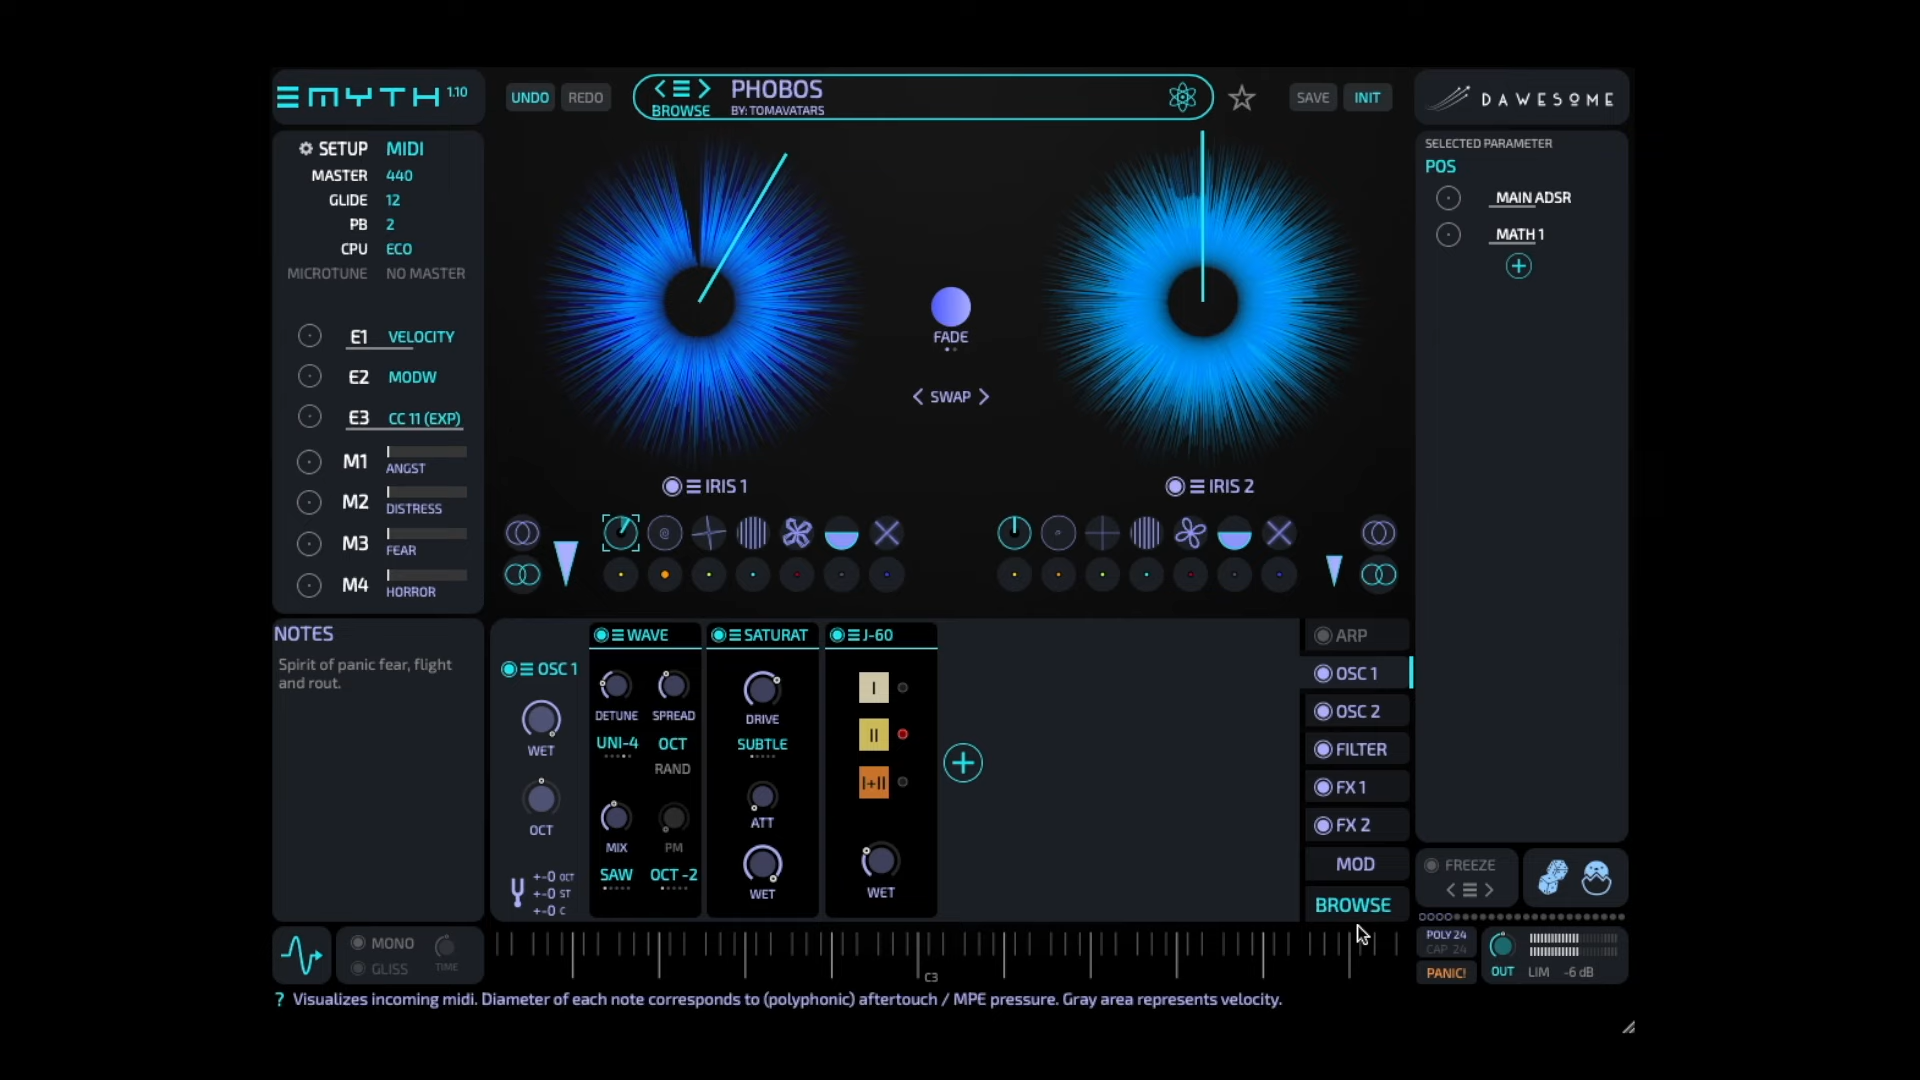 MYTH 1.10
UNDO REDO
BROWSE
PHOBOS
BY: TOMAVATARS
SAVE INIT
DAWESOME
SETUP MIDI
MASTER 440
GLIDE 12
PB 2
CPU ECO
MICROTUNE NO MASTER
E1 VELOCITY
E2 MODW
E3 CC 11 (EXP)
M1 ANGST
M2 DISTRESS
M3 FEAR
M4 HORROR
FADE
SWAP
IRIS 1
IRIS 2
SELECTED PARAMETER
POS
MAIN ADSR
MATH 1
NOTES
Spirit of panic fear, flight
and rout.
OSC 1
WET
OCT
+-0 OCT
+-0 ST
+-0 C
WAVE
DETUNE SPREAD
UNI-4 OCT
RAND
MIX PM
SAW OCT -2
SATURAT
DRIVE
SUBTLE
ATT
WET
J-60
I
II
I+II
WET
ARP
OSC 1
OSC 2
FILTER
FX 1
FX 2
MOD
BROWSE
FREEZE
MONO
GLISS
TIME
C3
POLY 24
CAP 24
PANIC!
OUT LIM -6 dB
? Visualizes incoming midi. Diameter of each note corresponds to (polyphonic) aftertouch / MPE pressure. Gray area represents velocity.